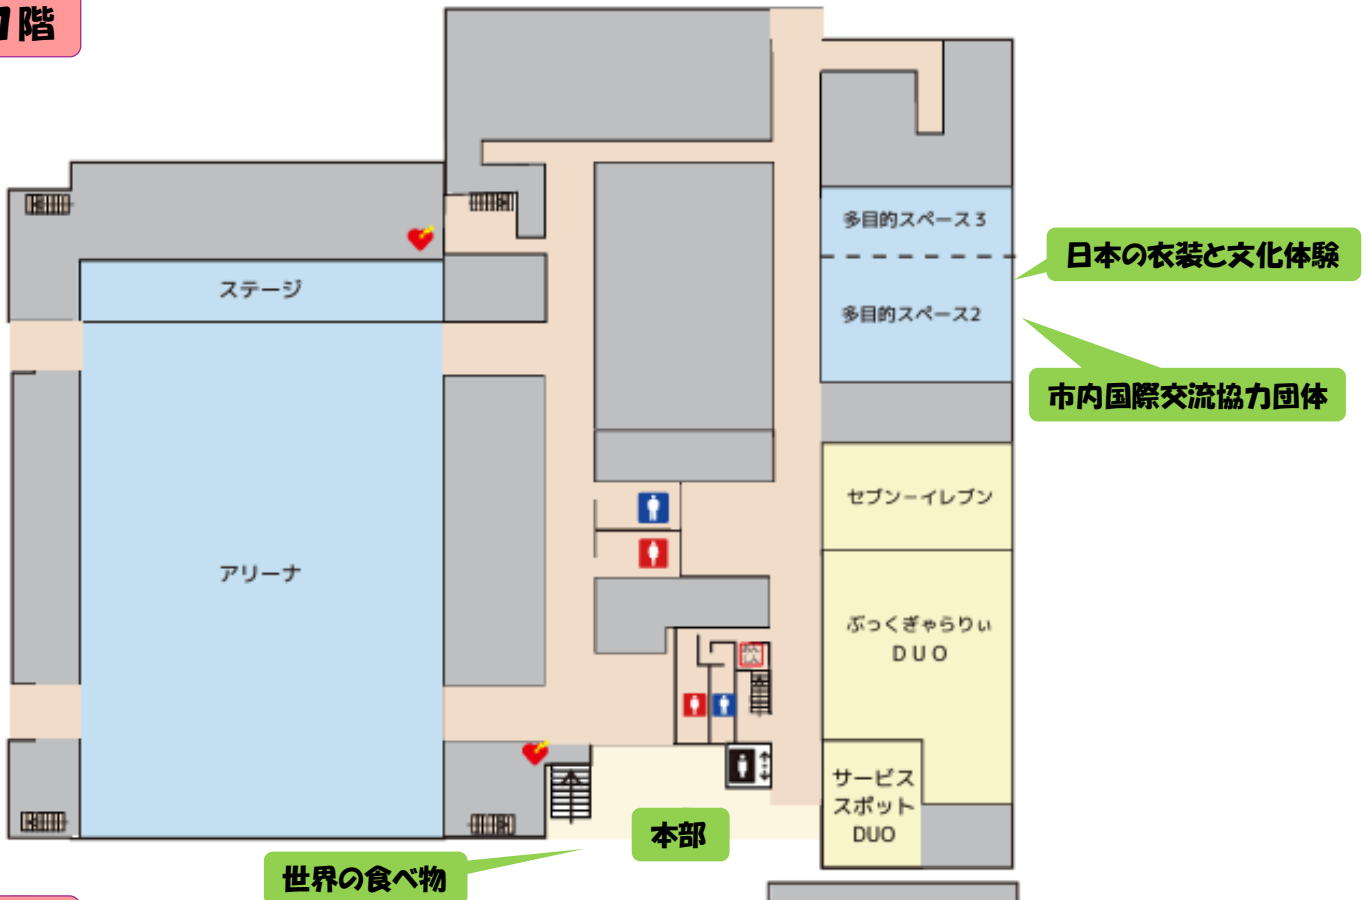 1階
多目的スペース3
日本の衣装と文化体験
ステージ
多目的スペース2
市内国際交流協力団体
セブンーイレブン
アリーナ
ぶっくぎゃらりぃ
DUO
サービス
スポット
DUO
本部
世界の食べ物